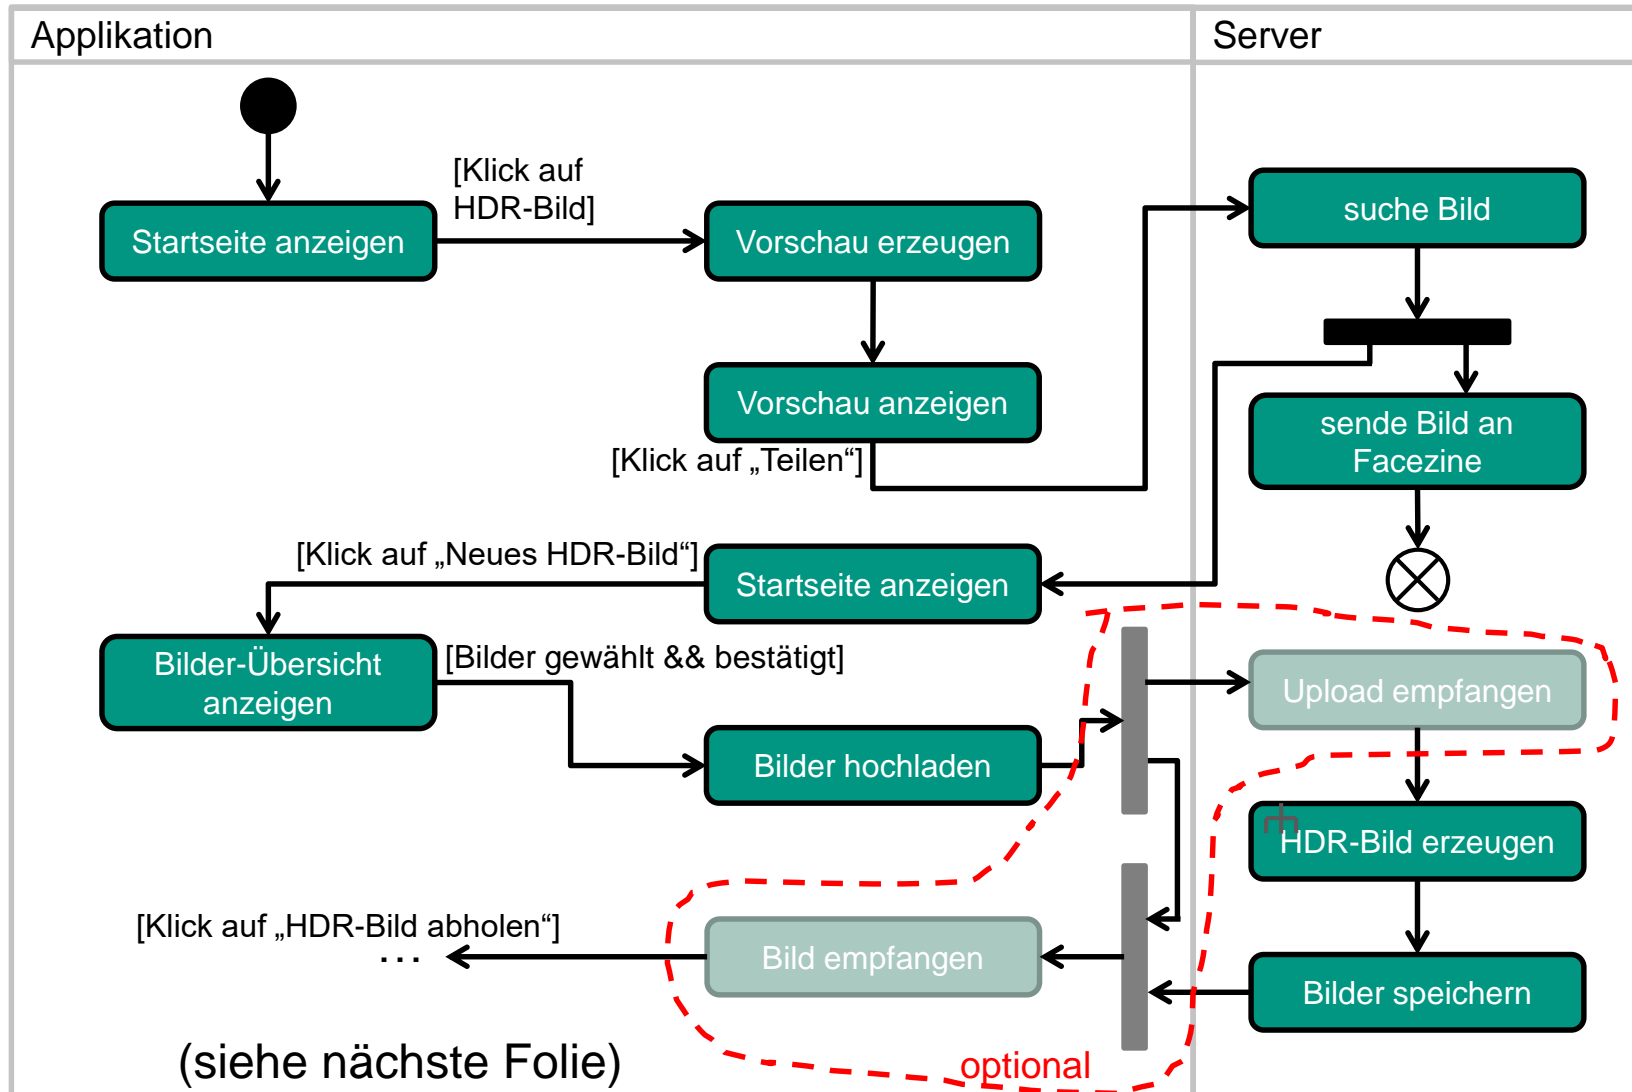 Applikation
Server
[Klick auf
HDR-Bild]
Startseite anzeigen
Vorschau erzeugen
suche Bild
Vorschau anzeigen
[Klick auf „Teilen“]
sende Bild an
Facezine
[Klick auf „Neues HDR-Bild“]
Startseite anzeigen
Bilder-Übersicht
anzeigen
[Bilder gewählt && bestätigt]
Upload empfangen
Bilder hochladen
HDR-Bild erzeugen
[Klick auf „HDR-Bild abholen“]
...
Bild empfangen
Bilder speichern
(siehe nächste Folie)
optional